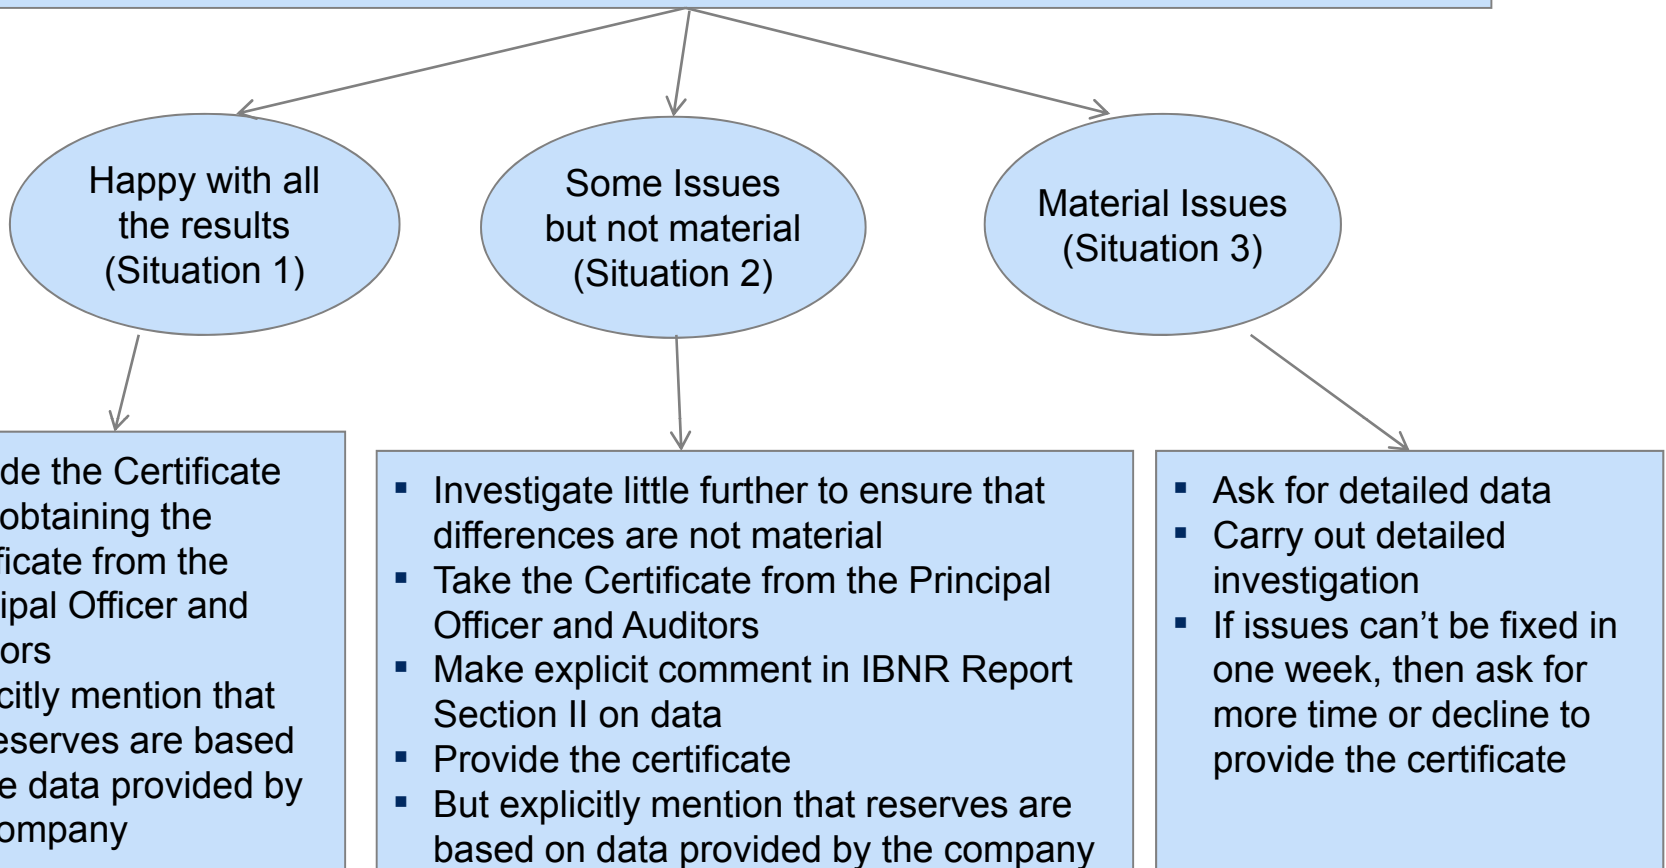 Happy with all
the results
(Situation 1)
Some Issues
but not material
(Situation 2)
Material Issues
(Situation 3)
de the Certificate
obtaining the
ficate from the
ipal Officer and
ors
citly mention that
eserves are based
e data provided by
ompany
▪ Investigate little further to ensure that
differences are not material
▪ Take the Certificate from the Principal
Officer and Auditors
▪ Make explicit comment in IBNR Report
Section II on data
▪ Provide the certificate
▪ But explicitly mention that reserves are
based on data provided by the company
▪ Ask for detailed data
▪ Carry out detailed
investigation
▪ If issues can’t be fixed in
one week, then ask for
more time or decline to
provide the certificate